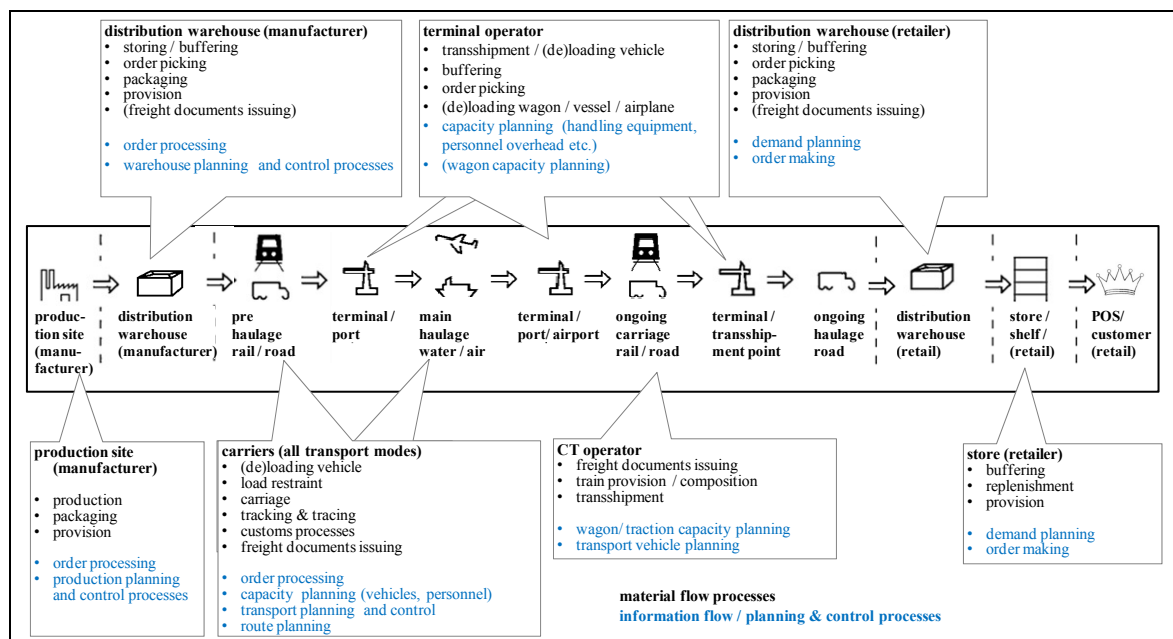 distribution warehouse (manufacturer)
• storing / buffering
• order picking
• packaging
• provision
• (freight documents issuing)
• order processing
• warehouse planning and control processes
terminal operator
• transshipment / (de)loading vehicle
• buffering
• order picking
• (de)loading wagon / vessel / airplane
• capacity planning (handling equipment,
personnel overhead etc.)
• (wagon capacity planning)
distribution warehouse (retailer)
• storing / buffering
• order picking
• packaging
• provision
• (freight documents issuing)
• demand planning
• order making
produc-
tion site
(manu-
facturer)
distribution
warehouse
(manufacturer)
pre
haulage
rail / road
terminal /
port
main
haulage
water / air
terminal /
port/ airport
ongoing
carriage
rail / road
terminal /
transship-
ment point
ongoing
haulage
road
distribution
warehouse
(retail)
store /
shelf /
(retail)
POS/
customer
(retail)
production site
(manufacturer)
• production
• packaging
• provision
• order processing
• production planning
and control processes
carriers (all transport modes)
• (de)loading vehicle
• load restraint
• carriage
• tracking & tracing
• customs processes
• freight documents issuing
• order processing
• capacity planning (vehicles, personnel)
• transport planning and control
• route planning
CT operator
• freight documents issuing
• train provision / composition
• transshipment
• wagon/ traction capacity planning
• transport vehicle planning
store (retailer)
• buffering
• replenishment
• provision
• demand planning
• order making
material flow processes
information flow / planning & control processes